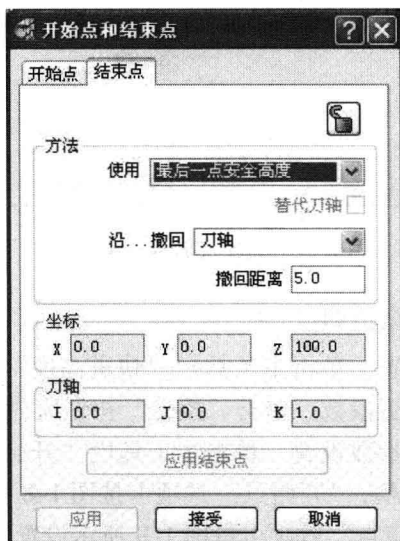 开始点和结束点
开始点 结束点
方法
使用 最后一点安全高度
替代刀轴
沿...撤回 刀轴
撤回距离 5.0
坐标
X 0.0 Y 0.0 Z 100.0
刀轴
I 0.0 J 0.0 K 1.0
应用结束点
应用 接受 取消